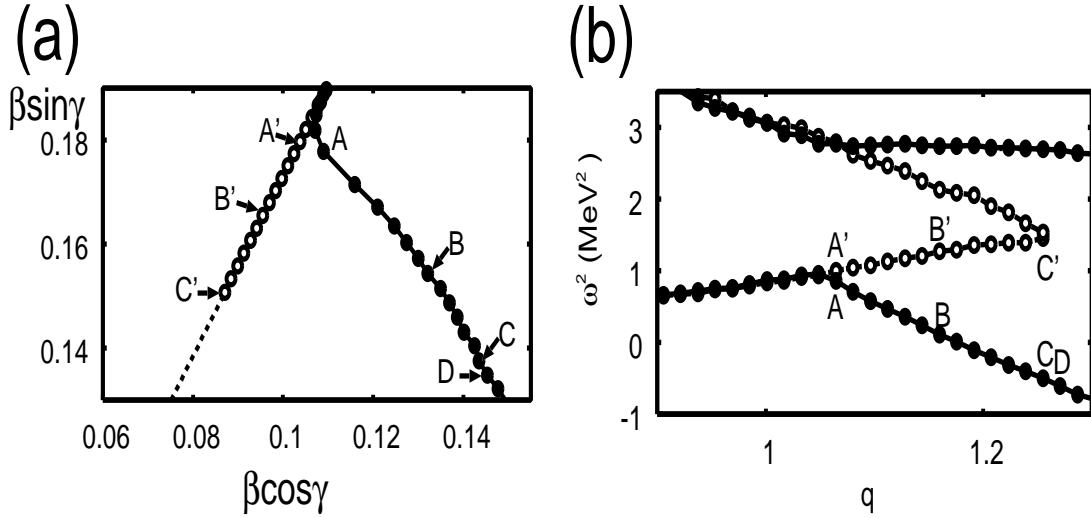 (a)
βsinγ
0.18
0.16
0.14
0.06 0.08 0.1 0.12 0.14
βcosγ
A'
A
B'
B
C'
C
D
(b)
ω² (MeV²)
3
2
1
0
-1
1 1.2
q
A'
A
B'
B
C'
C
D